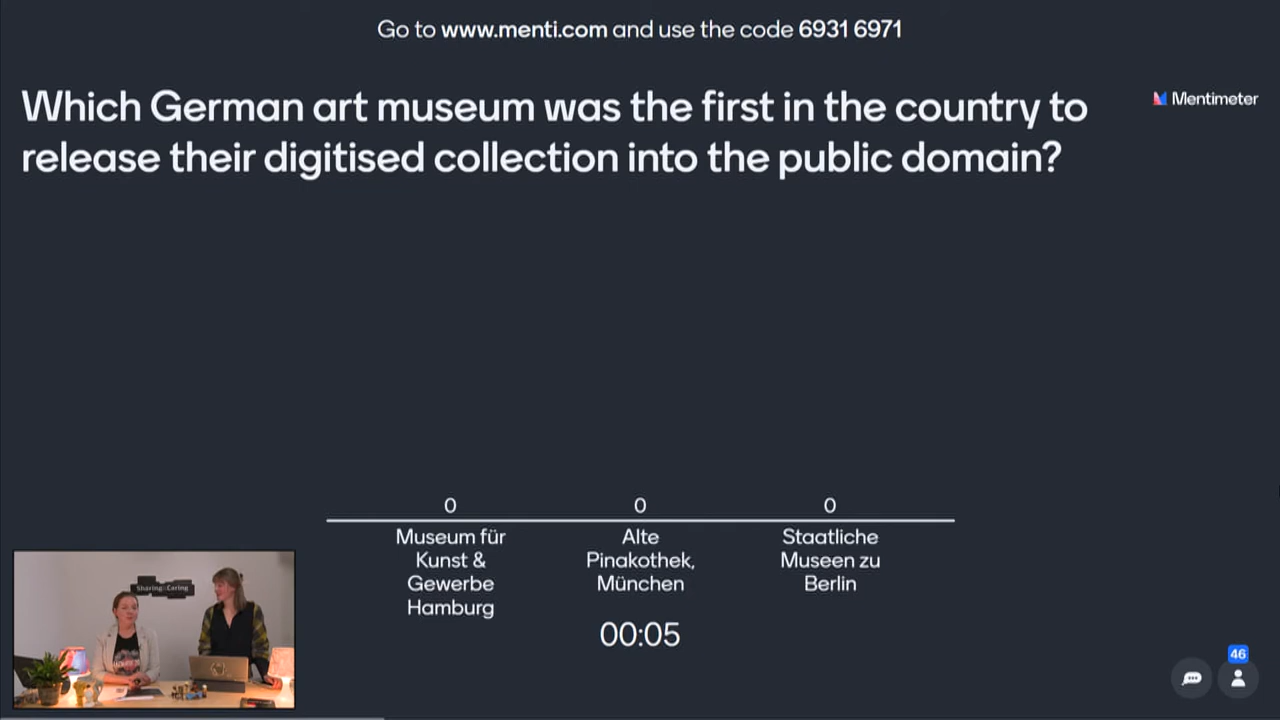 Go to www.menti.com and use the code 6931 6971
Which German art museum was the first in the country to
release their digitised collection into the public domain?
Mentimeter
0
0
0
Museum für
Kunst &
Gewerbe
Hamburg
Alte
Pinakothek,
München
Staatliche
Museen zu
Berlin
00:05
46